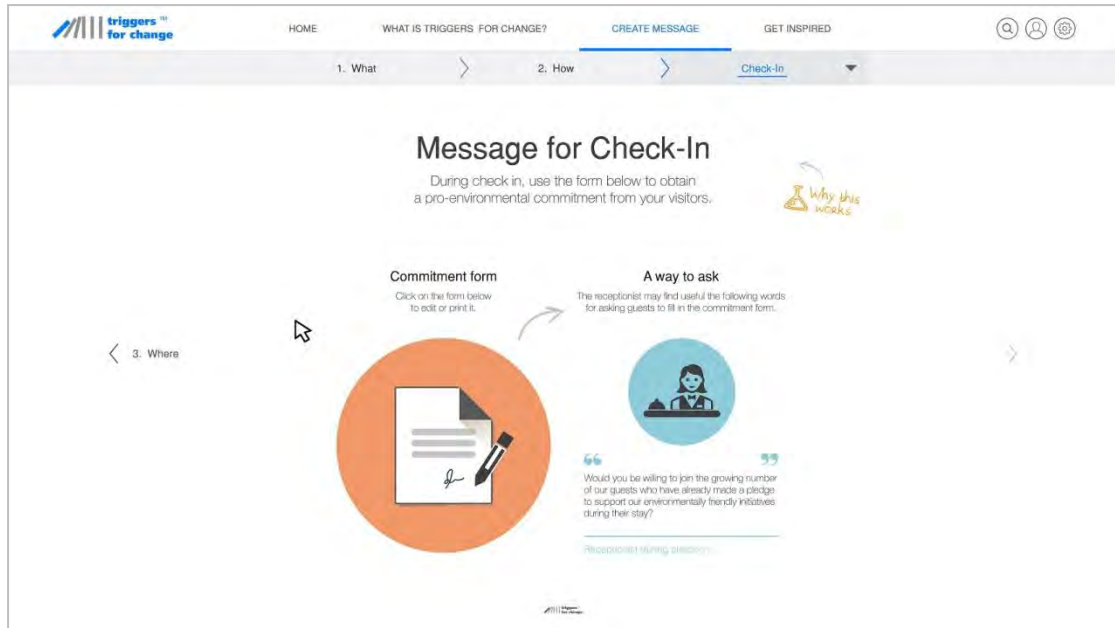 triggers ™
for change
HOME
WHAT IS TRIGGERS FOR CHANGE?
CREATE MESSAGE
GET INSPIRED
1. What
2. How
Check-In
Message for Check-In
During check in, use the form below to obtain
a pro-environmental commitment from your visitors.
Why this
works
Commitment form
Click on the form below
to edit or print it.
A way to ask
The receptionist may find useful the following words
for asking guests to fill in the commitment form.
3. Where
Would you be willing to join the growing number
of our guests who have already made a pledge
to support our environmentally friendly initiatives
during their stay?
Receptionist during
triggers
for change